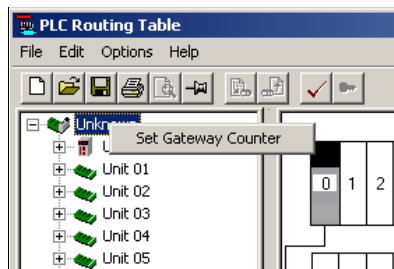 PLC Routing Table
File Edit Options Help
Set Gateway Counter
Unit 01
Unit 02
Unit 03
Unit 04
Unit 05
0 1 2